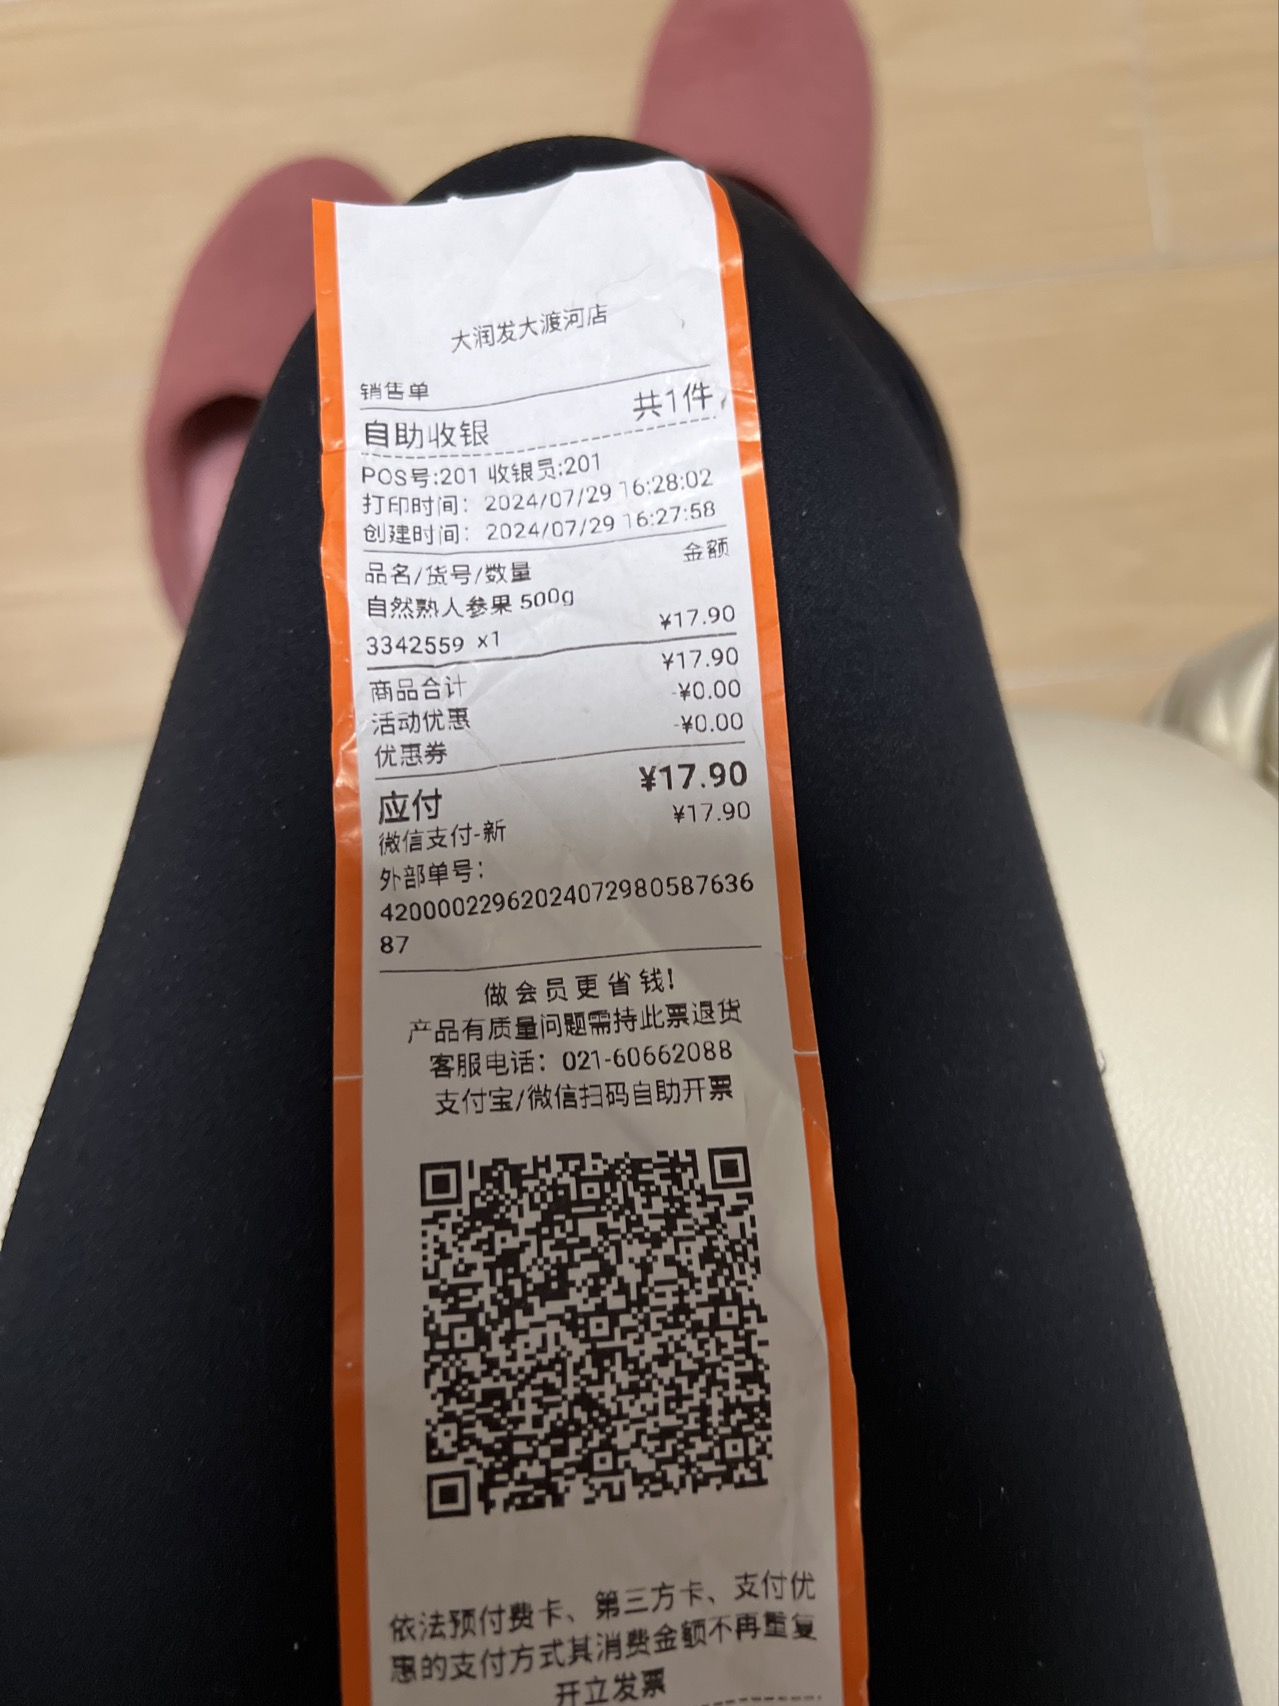 大润发大渡河店
销售单
自助收银 共1件
POS号:201 收银员:201
打印时间: 2024/07/29 16:28:02
创建时间: 2024/07/29 16:27:58
品名/货号/数量 金额
自然熟人参果 500g
3342559 x1 ¥17.90
商品合计 ¥17.90
活动优惠 -¥0.00
优惠券 -¥0.00
应付 ¥17.90
微信支付-新 ¥17.90
外部单号:
42000022962024072980587636
87
做会员更省钱!
产品有质量问题需持此票退货
客服电话: 021-60662088
支付宝/微信扫码自助开票
依法预付费卡、第三方卡、支付优
惠的支付方式其消费金额不再重复
开立发票